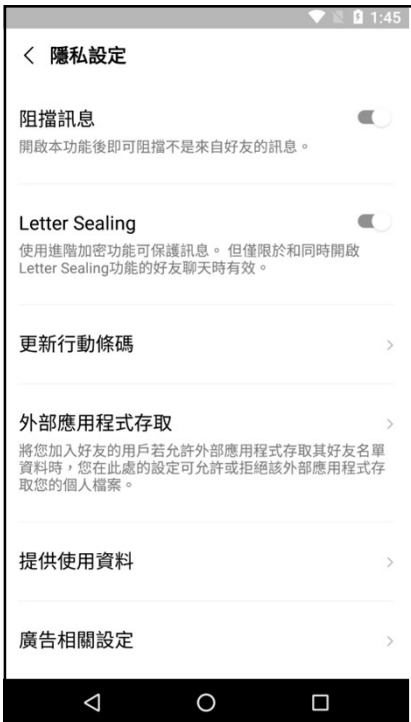 1:45
隱私設定
阻擋訊息
開啟本功能後即可阻擋不是來自好友的訊息。
Letter Sealing
使用進階加密功能可保護訊息。 但僅限於和同時開啟
Letter Sealing功能的好友聊天時有效。
更新行動條碼
外部應用程式存取
將您加入好友的用戶若允許外部應用程式存取其好友名單
資料時，您在此處的設定可允許或拒絕該外部應用程式存
取您的個人檔案。
提供使用資料
廣告相關設定